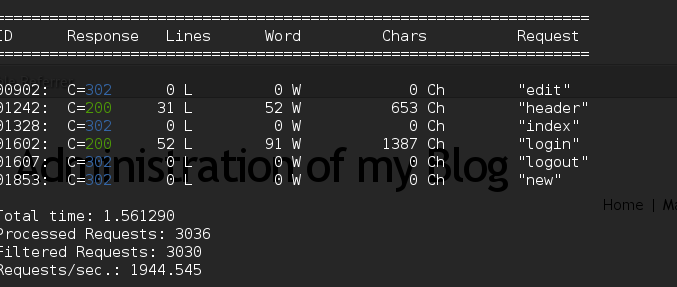 ==================================================================
ID Response Lines Word Chars Request
==================================================================
00902: C=302 0 L 0 W 0 Ch "edit"
01242: C=200 31 L 52 W 653 Ch "header"
01328: C=302 0 L 0 W 0 Ch "index"
01602: C=200 52 L 91 W 1387 Ch "login"
01607: C=302 0 L 0 W 0 Ch "logout"
01853: C=302 0 L 0 W 0 Ch "new"
Administration of my Blog
Home |
Total time: 1.561290
Processed Requests: 3036
Filtered Requests: 3030
Requests/sec.: 1944.545